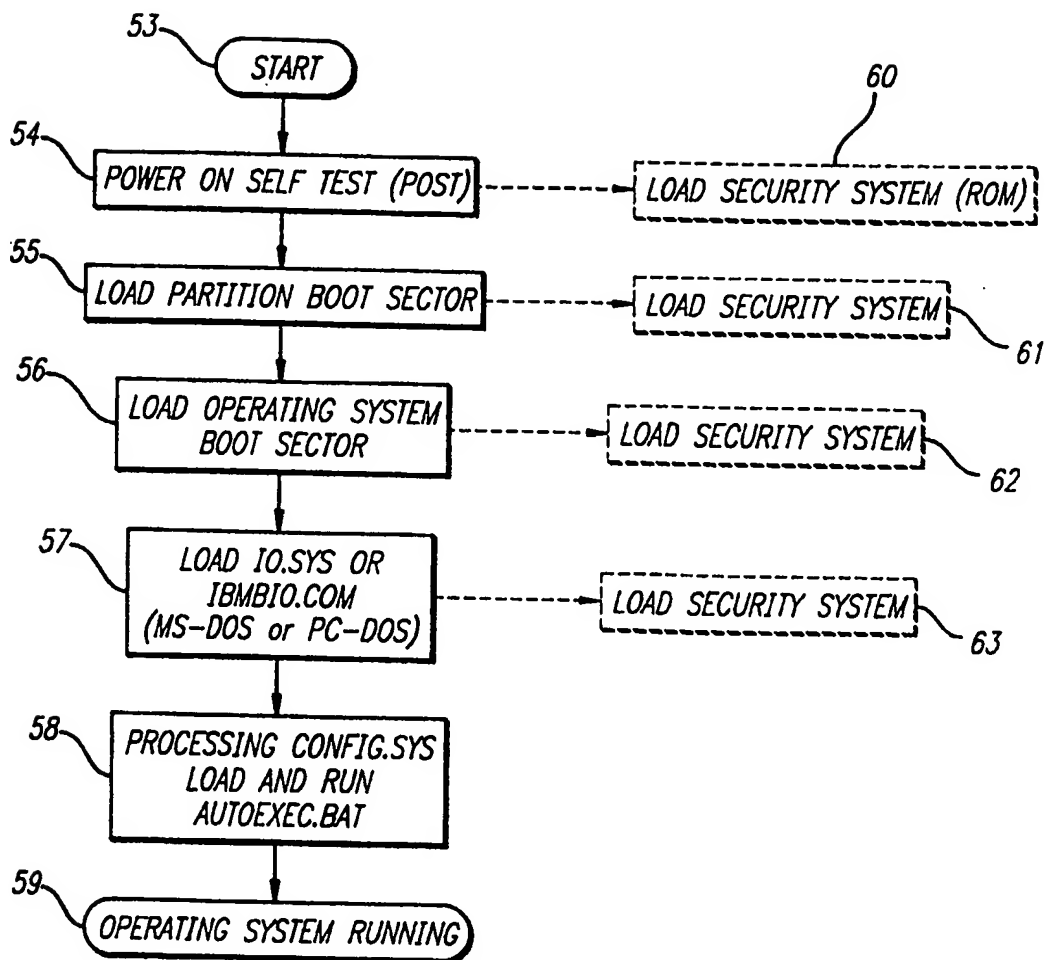 53
START
54
POWER ON SELF TEST (POST)
60
LOAD SECURITY SYSTEM (ROM)
55
LOAD PARTITION BOOT SECTOR
LOAD SECURITY SYSTEM
61
56
LOAD OPERATING SYSTEM
BOOT SECTOR
LOAD SECURITY SYSTEM
62
57
LOAD IO.SYS OR
IBMBIO.COM
(MS-DOS or PC-DOS)
LOAD SECURITY SYSTEM
63
58
PROCESSING CONFIG.SYS
LOAD AND RUN
AUTOEXEC.BAT
59
OPERATING SYSTEM RUNNING